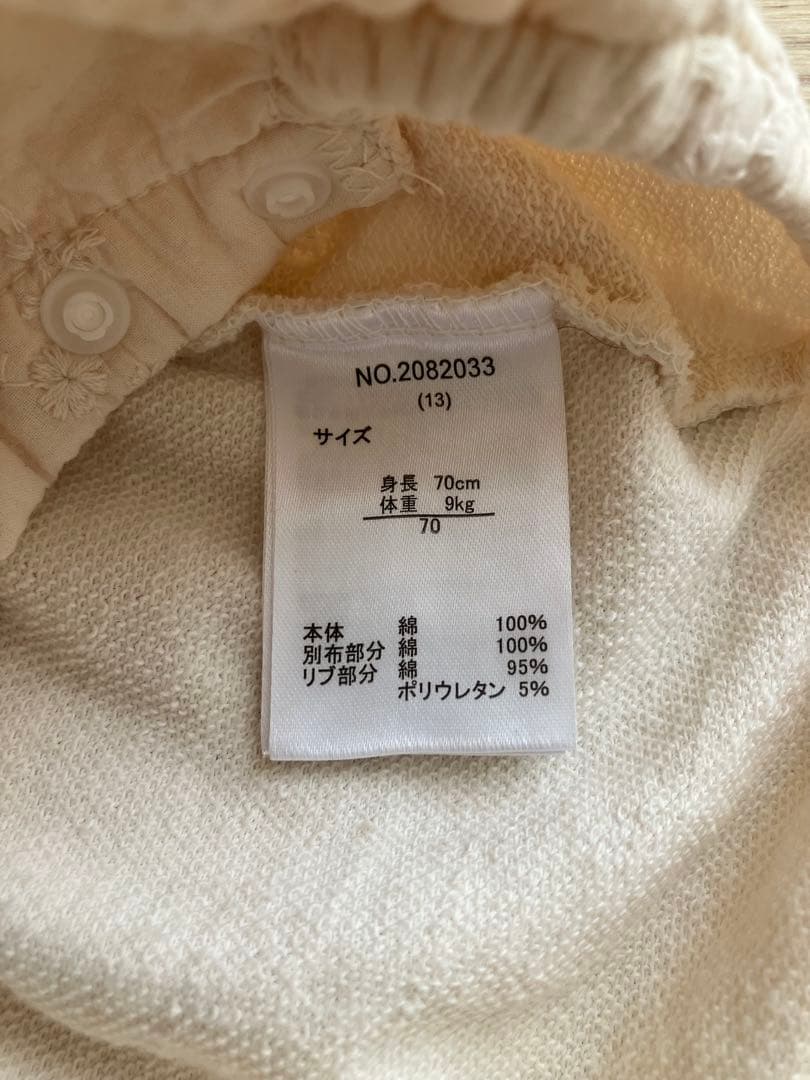 NO.2082033
(13)
サイズ
身長 70cm
体重 9kg
70
本体 綿 100%
別布部分 綿 100%
リブ部分 綿 95%
ポリウレタン 5%